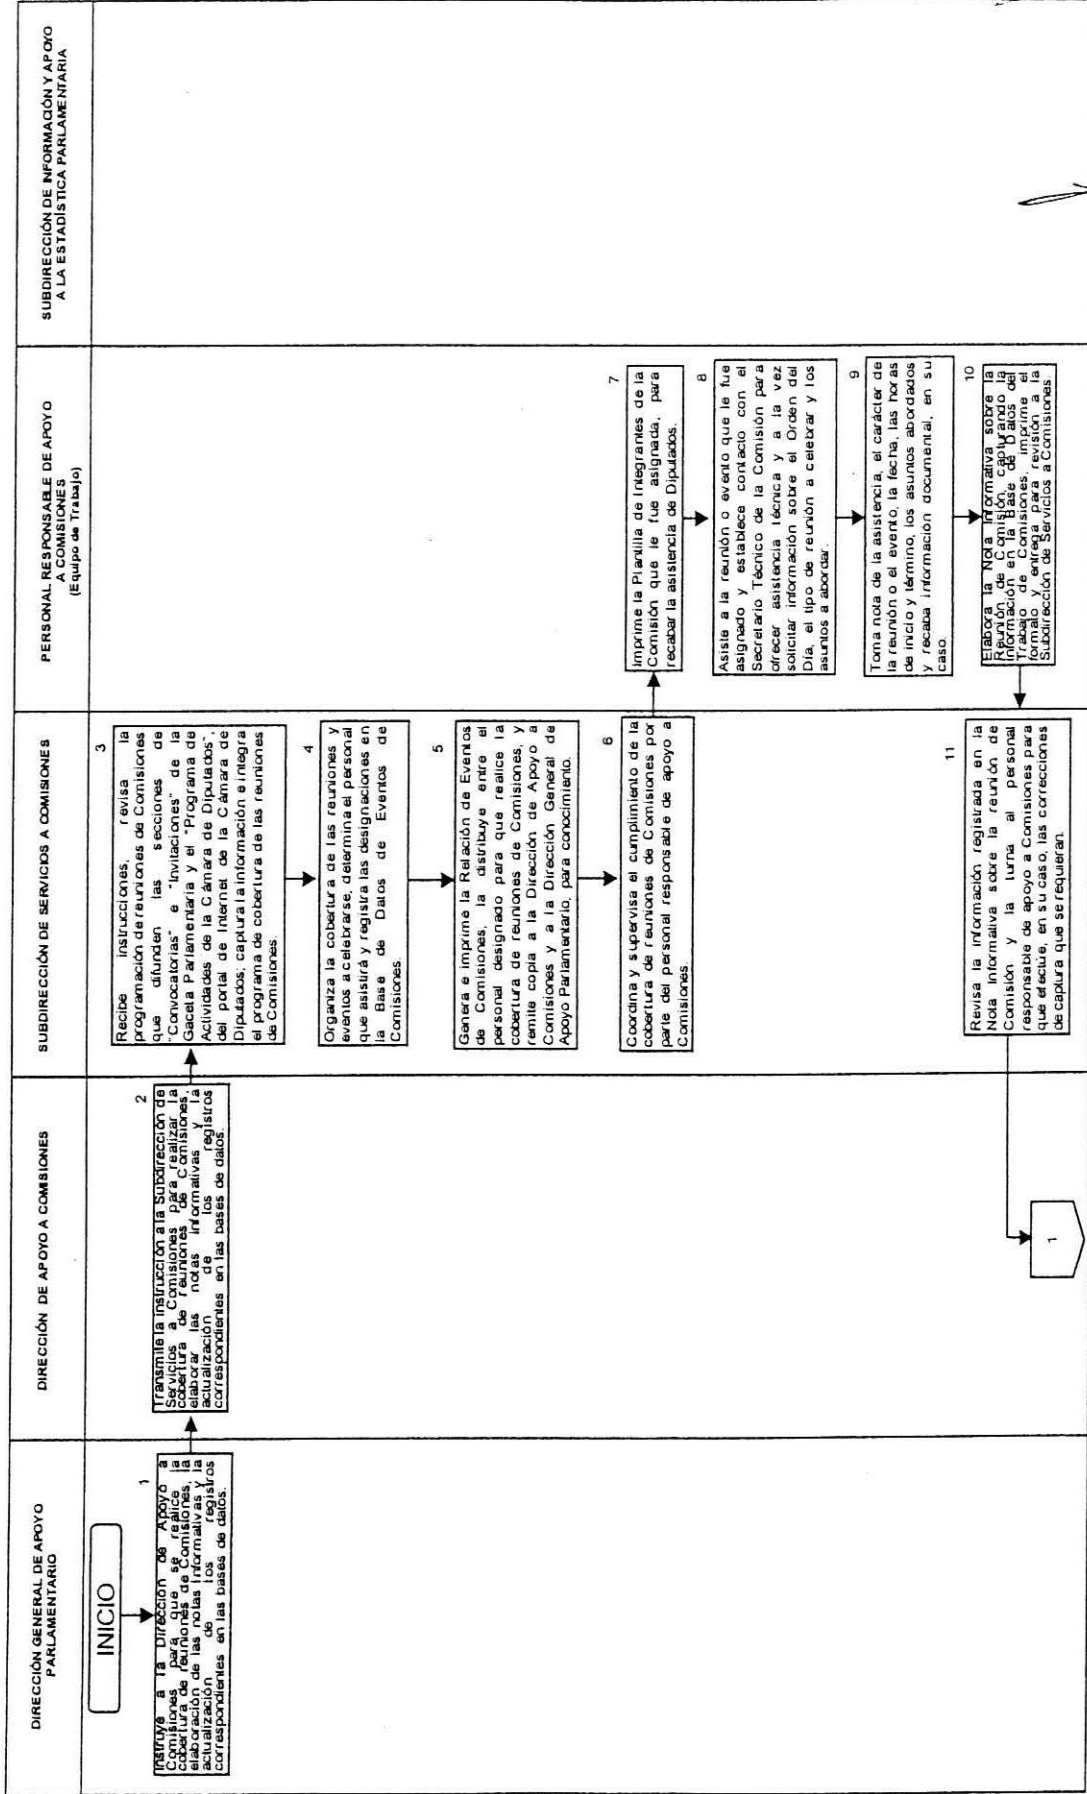 DIRECCIÓN GENERAL DE APOYO
PARLAMENTARIO
DIRECCIÓN DE APOYO A COMISIONES
SUBDIRECCIÓN DE SERVICIOS A COMISIONES
PERSONAL RESPONSABLE DE APOYO
A COMISIONES
(Equipo de Trabajo)
SUBDIRECCIÓN DE INFORMACIÓN Y APOYO
A LA ESTADÍSTICA PARLAMENTARIA
INICIO
1
Instruye a la Dirección de Apoyo a
Comisiones para que se realice la
cobertura de reuniones de Comisiones, la
elaboración de las notas informativas y la
actualización de los registros
correspondientes en las bases de datos.
2
Transmite la instrucción a la Subdirección de
Servicios a Comisiones para realizar la
cobertura de reuniones de Comisiones,
elaborar las notas informativas y la
actualización de los registros
correspondientes en las bases de datos.
3
Recibe instrucciones, revisa la
programación de reuniones de Comisiones
que difunden las secciones de
"Convocatorias" e "Invitaciones" de la
Gaceta Parlamentaria y el "Programa de
Actividades de la Cámara de Diputados",
del portal de Internet de la Cámara de
Diputados; captura la información e integra
el programa de cobertura de las reuniones
de Comisiones.
4
Organiza la cobertura de las reuniones y
eventos a celebrarse, determina el personal
que asistirá y registra las designaciones en
la Base de Datos de Eventos de
Comisiones.
5
Genera e imprime la Relación de Eventos
de Comisiones, la distribuye entre el
personal designado para que realice la
cobertura de reuniones de Comisiones, y
remite copia a la Dirección de Apoyo a
Comisiones y a la Dirección General de
Apoyo Parlamentario, para conocimiento.
6
Coordina y supervisa el cumplimiento de la
cobertura de reuniones de Comisiones por
parte del personal responsable de apoyo a
Comisiones.
7
Imprime la Plantilla de Integrantes de la
Comisión que le fue asignada, para
recabar la asistencia de Diputados.
8
Asiste a la reunión o evento que le fue
asignado y establece contacto con el
Secretario Técnico de la Comisión para
ofrecer asistencia técnica y a la vez
solicitar información sobre el Orden del
Día, el tipo de reunión a celebrar y los
asuntos a abordar.
9
Toma nota de la asistencia, el carácter de
la reunión o el evento, la fecha, las horas
de inicio y término, los asuntos abordados
y recaba información documental, en su
caso.
10
Elabora la Nota Informativa sobre la
Reunión de Comisión, capturando la
información en la Base de Datos del
Trabajo de Comisiones, imprime el
formato y entrega para revisión a la
Subdirección de Servicios a Comisiones.
11
Revisa la información registrada en la
Nota Informativa sobre la reunión de
Comisión y la turna al personal
responsable de apoyo a Comisiones para
que efectúe, en su caso, las correcciones
de captura que se requieran.
1